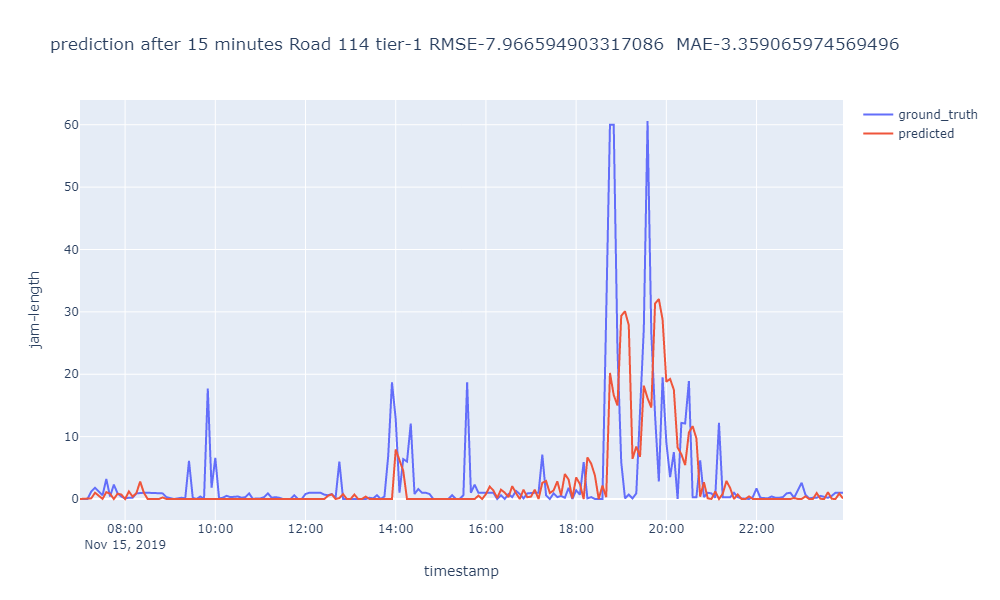 prediction after 15 minutes Road 114 tier-1 RMSE-7.966594903317086  MAE-3.359065974569496
ground_truth
predicted
60
50
40
30
20
10
0
jam-length
08:00 10:00 12:00 14:00 16:00 18:00 20:00 22:00
Nov 15, 2019
timestamp